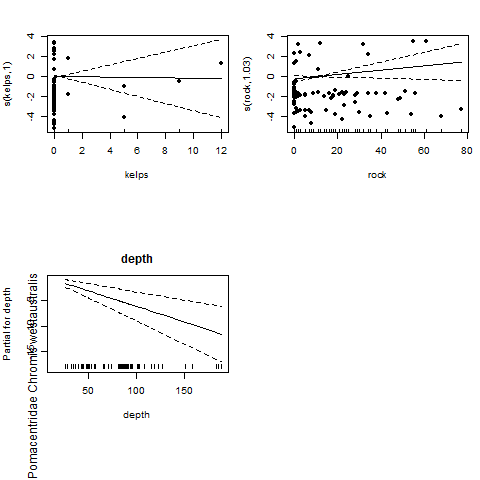 s(kelps,1)
4
2
0
-2
-4
0 2 4 6 8 10 12
kelps
s(rock,1.03)
4
2
0
-2
-4
0 20 40 60 80
rock
depth
Partial for depth
Pomacentridae Chromis westaustralis
50 100 150
depth